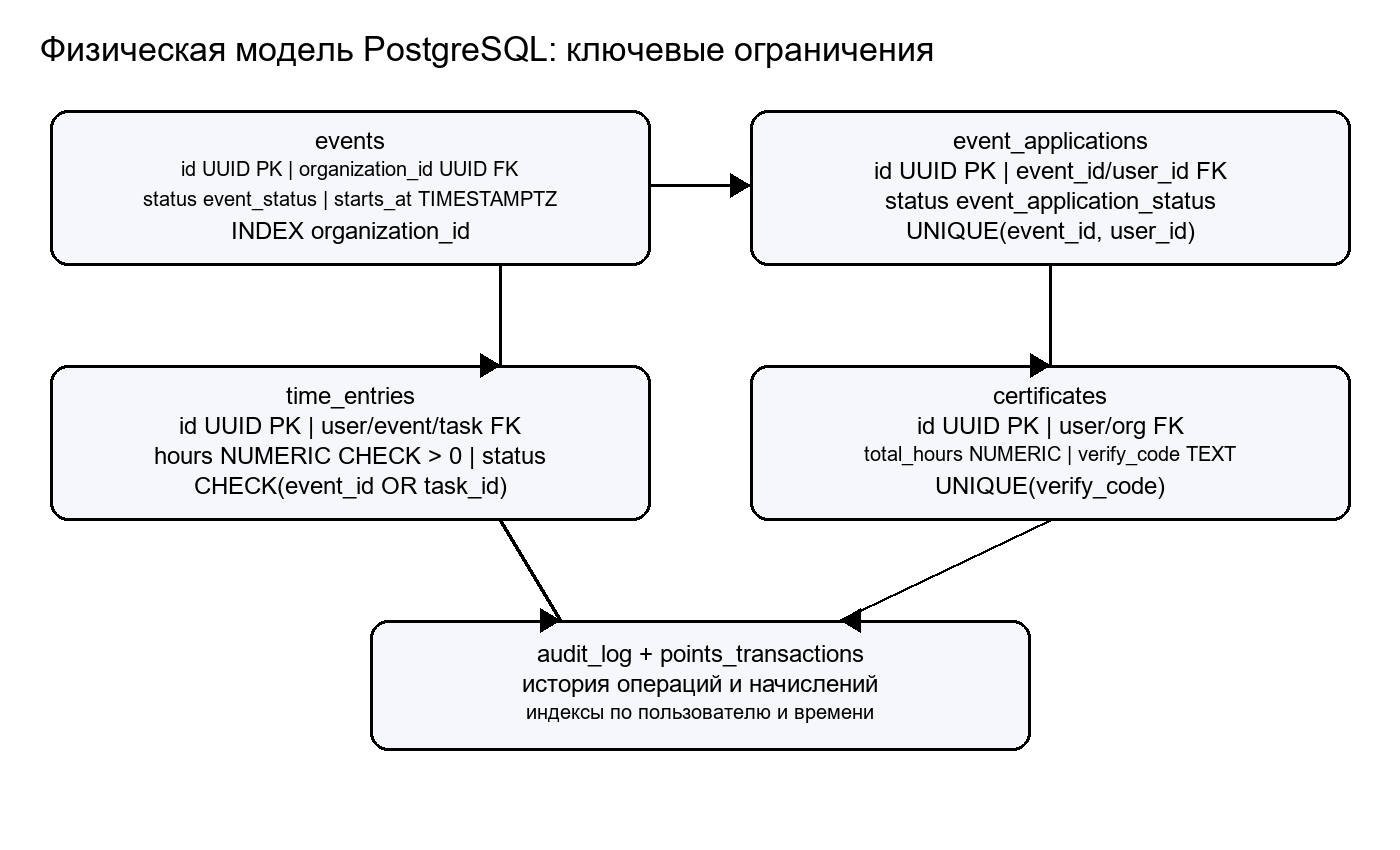 Физическая модель PostgreSQL: ключевые ограничения
events
id UUID PK | organization_id UUID FK
status event_status | starts_at TIMESTAMPTZ
INDEX organization_id
event_applications
id UUID PK | event_id/user_id FK
status event_application_status
UNIQUE(event_id, user_id)
time_entries
id UUID PK | user/event/task FK
hours NUMERIC CHECK > 0 | status
CHECK(event_id OR task_id)
certificates
id UUID PK | user/org FK
total_hours NUMERIC | verify_code TEXT
UNIQUE(verify_code)
audit_log + points_transactions
история операций и начислений
индексы по пользователю и времени